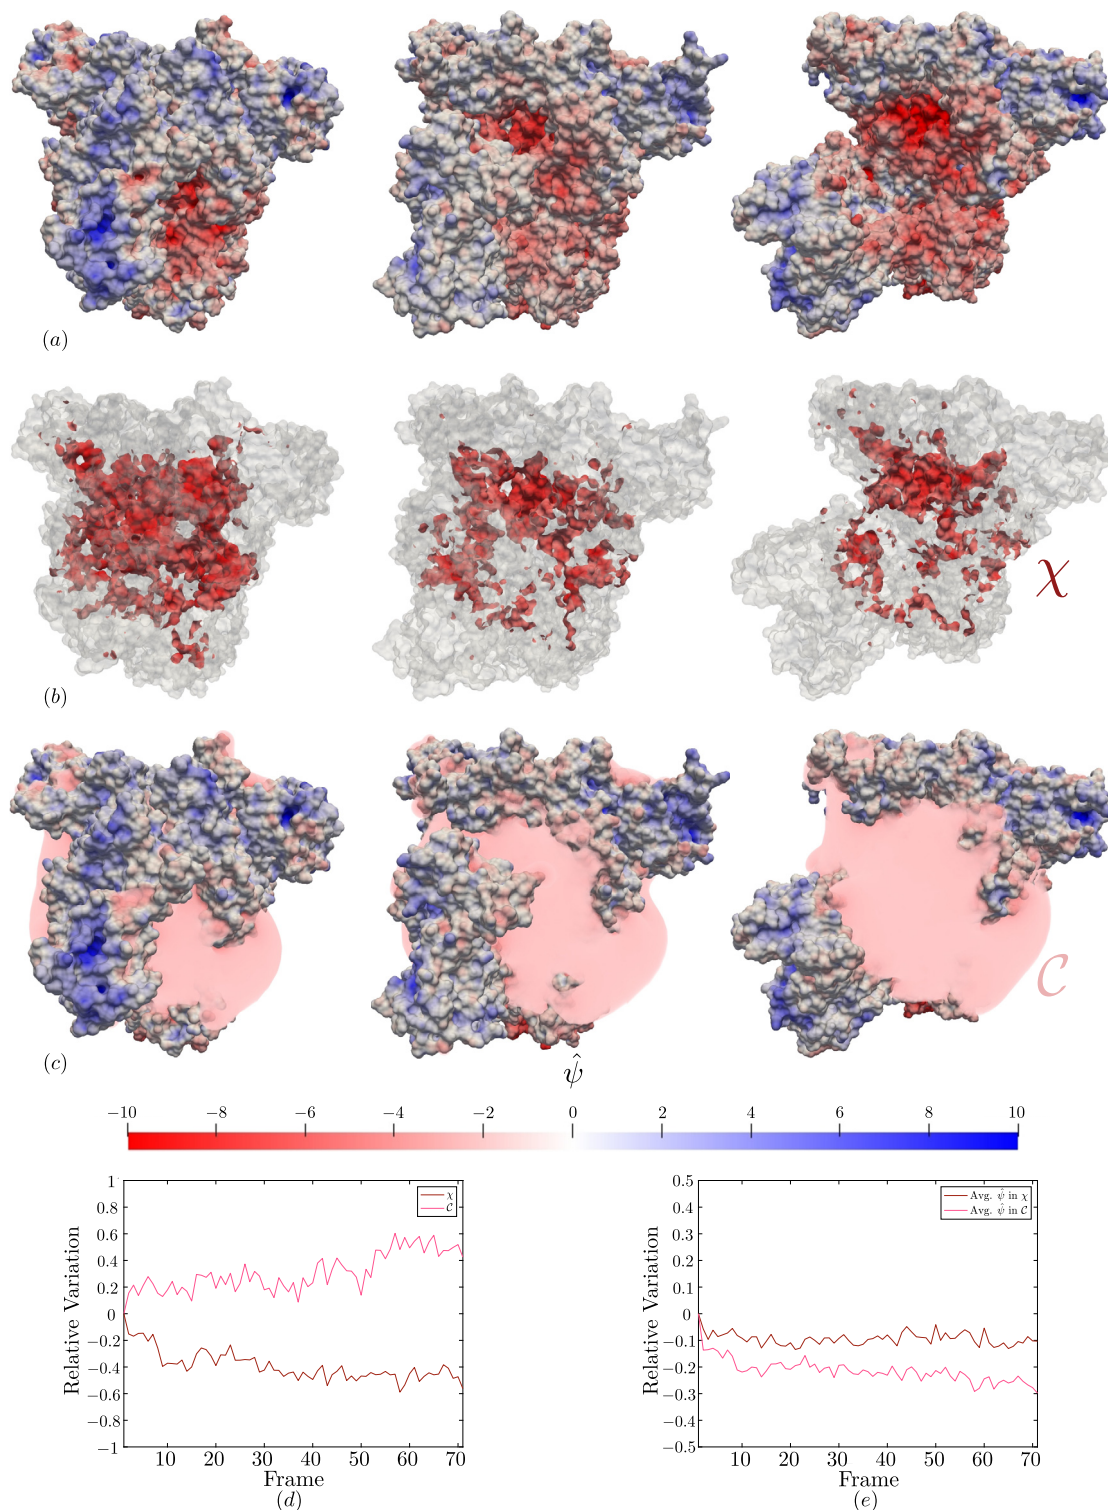 (a)
χ
(b)
C
(c)
ψ̂
−10 −8 −6 −4 −2 0 2 4 6 8 10
1
0.8
0.6
0.4
0.2
0
−0.2
−0.4
−0.6
−0.8
−1
Relative Variation
χ
C
10 20 30 40 50 60 70
Frame
(d)
0.5
0.4
0.3
0.2
0.1
0
−0.1
−0.2
−0.3
−0.4
−0.5
Relative Variation
Avg. ψ̂ in χ
Avg. ψ̂ in C
10 20 30 40 50 60 70
Frame
(e)